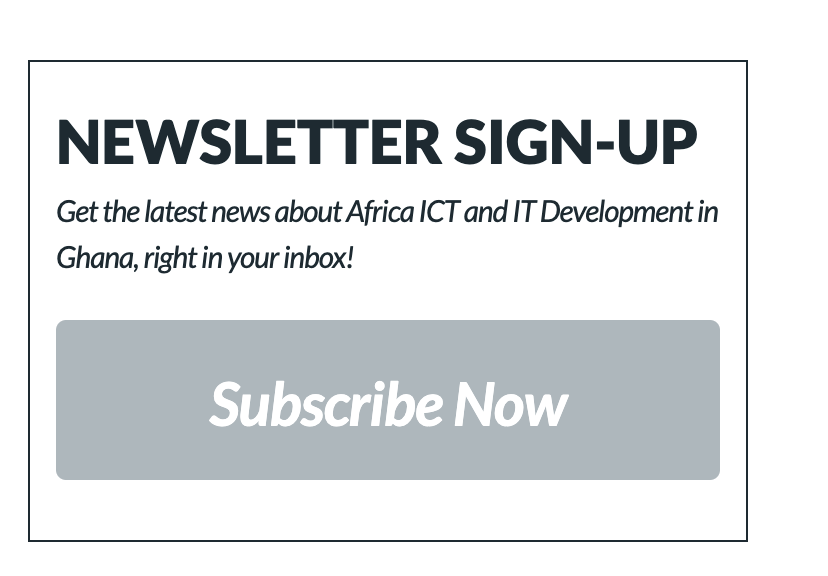 NEWSLETTER SIGN-UP
Get the latest news about Africa ICT and IT Development in
Ghana, right in your inbox!
Subscribe Now